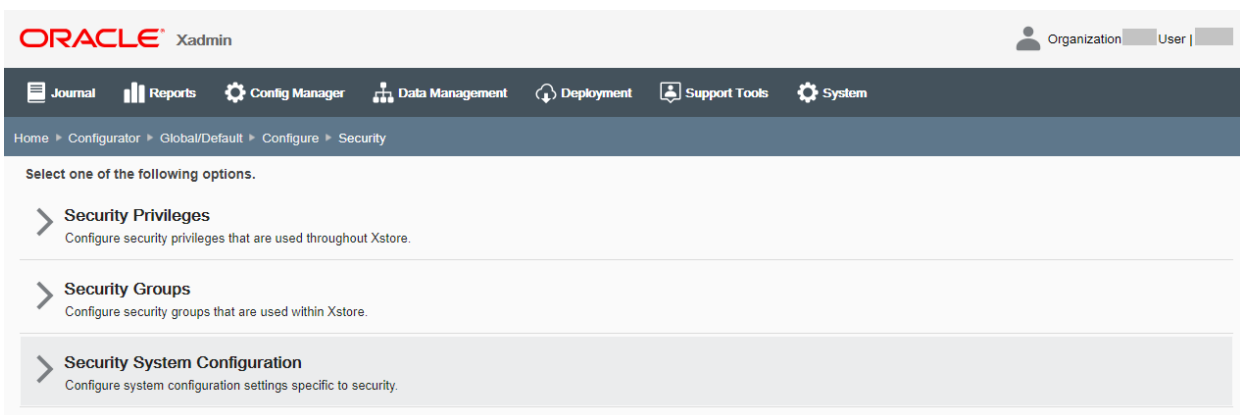 ORACLE® Xadmin Organization User |
Journal Reports Config Manager Data Management Deployment Support Tools System
Home ▸ Configurator ▸ Global/Default ▸ Configure ▸ Security
Select one of the following options.
Security Privileges
Configure security privileges that are used throughout Xstore.
Security Groups
Configure security groups that are used within Xstore.
Security System Configuration
Configure system configuration settings specific to security.